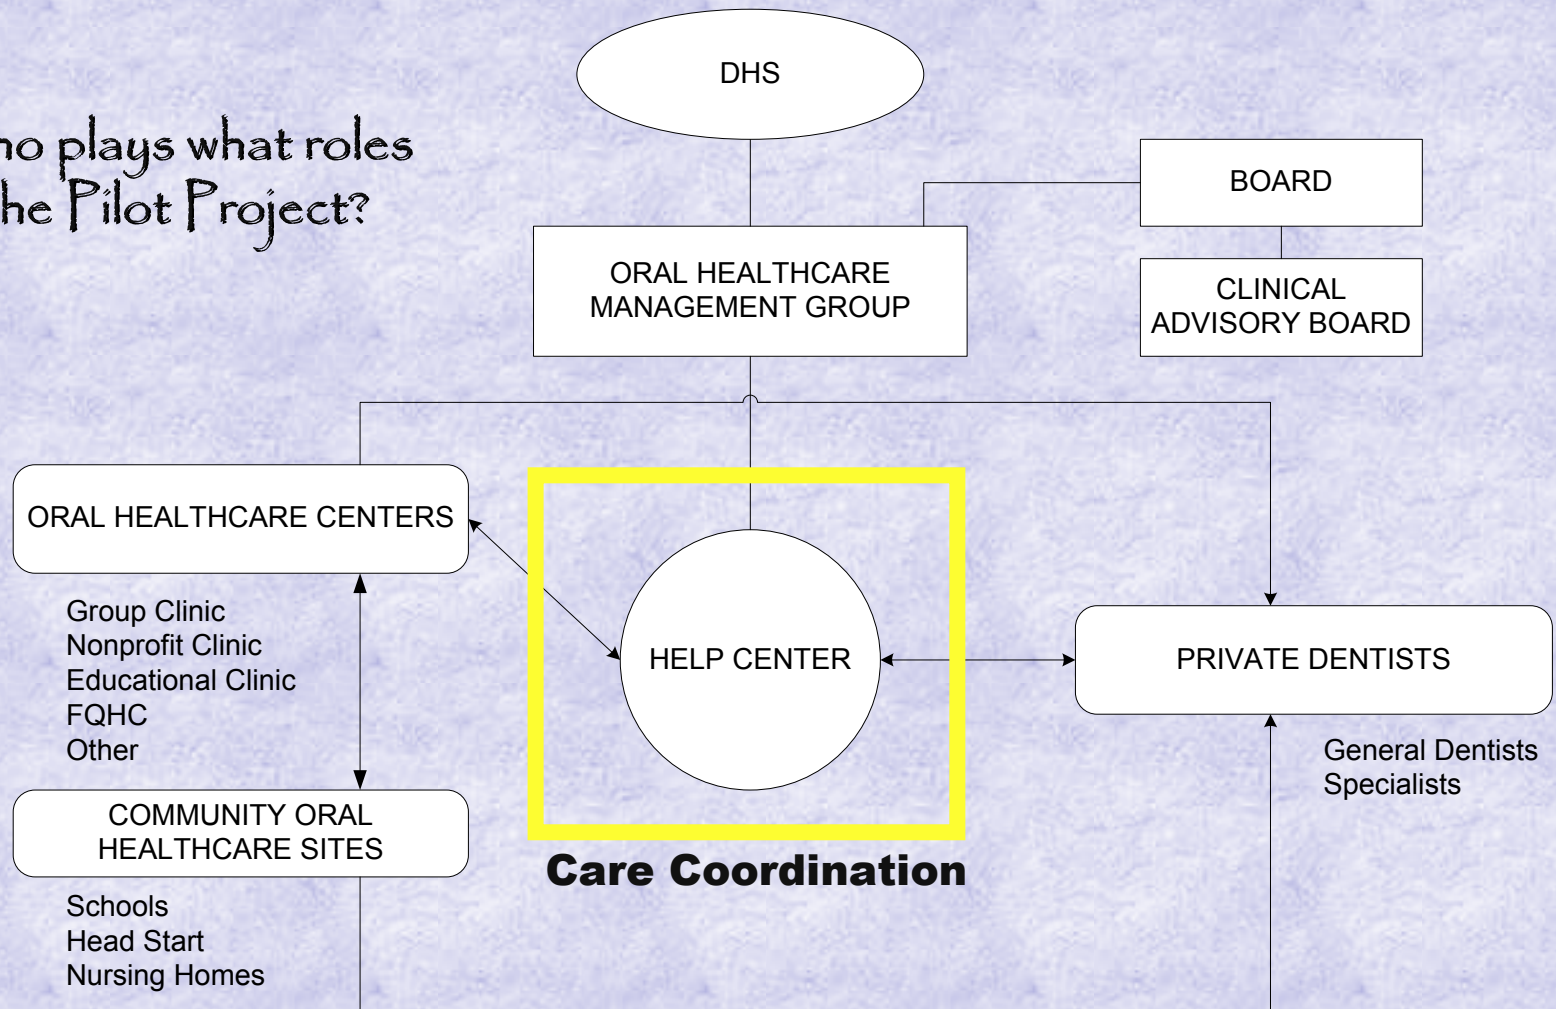 DHS
no plays what roles
he Pilot Project?
BOARD
ORAL HEALTHCARE
MANAGEMENT GROUP
CLINICAL
ADVISORY BOARD
ORAL HEALTHCARE CENTERS
Group Clinic
Nonprofit Clinic
Educational Clinic
FQHC
Other
HELP CENTER
PRIVATE DENTISTS
General Dentists
Specialists
COMMUNITY ORAL
HEALTHCARE SITES
Care Coordination
Schools
Head Start
Nursing Homes